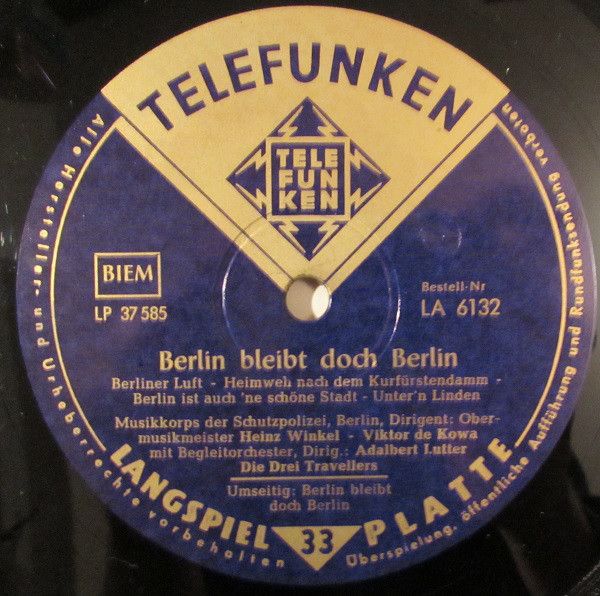 TELEFUNKEN
TELE
FUN
KEN
BIEM
LP 37 585
Bestell-Nr
LA 6132
Berlin bleibt doch Berlin
Berliner Luft - Heimweh nach dem Kurfürstendamm -
Berlin ist auch 'ne schöne Stadt - Unter'n Linden
Musikkorps der Schutzpolizei, Berlin, Dirigent: Ober-
musikmeister Heinz Winkel - Viktor de Kowa
mit Begleitorchester, Dirig.: Adalbert Lutter
Die Drei Travellers
Umseitig: Berlin bleibt
doch Berlin
LANGSPIEL 33 PLATTE
Alle Hersteller- und Urheberrechte vorbehalten
Überspielung, öffentliche Aufführung und Rundfunksendung verboten